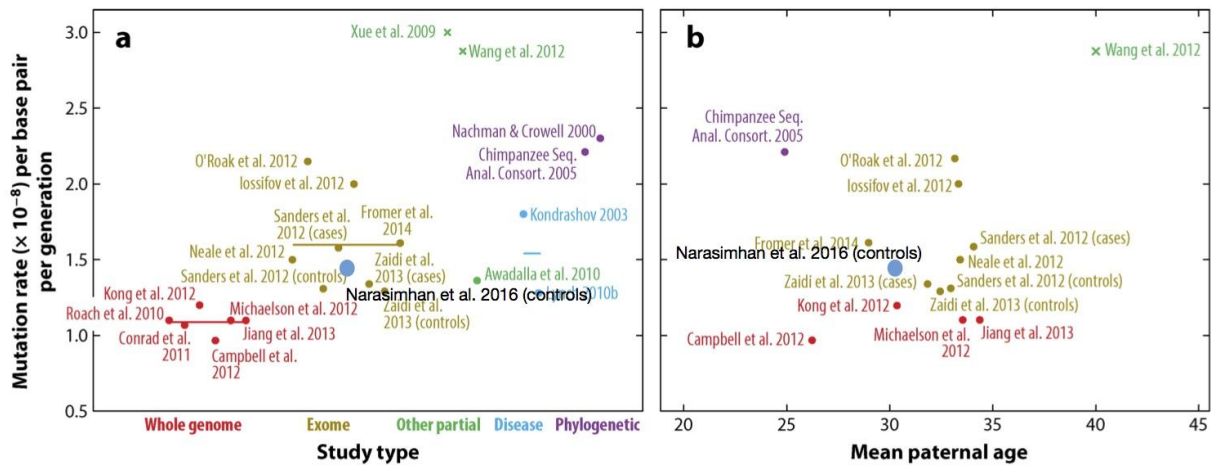 Mutation rate (× 10⁻⁸) per base pair
per generation
3.0
2.5
2.0
1.5
1.0
0.5
a
Xue et al. 2009
Wang et al. 2012
Nachman & Crowell 2000
Chimpanzee Seq.
Anal. Consort. 2005
O'Roak et al. 2012
Iossifov et al. 2012
Kondrashov 2003
Sanders et al.
2012 (cases)
Fromer et al.
2014
Neale et al. 2012
Zaidi et al.
2013 (cases)
Sanders et al. 2012 (controls)
Awadalla et al. 2010
2010b
Narasimhan et al. 2016 (controls)
Zaidi et al.
2013 (controls)
Kong et al. 2012
Roach et al. 2010
Michaelson et al. 2012
Conrad et al.
2011
Jiang et al. 2013
Campbell et al.
2012
Whole genome
Exome
Other partial
Disease
Phylogenetic
Study type
b
Wang et al. 2012
Chimpanzee Seq.
Anal. Consort. 2005
O'Roak et al. 2012
Iossifov et al. 2012
Fromer et al. 2014
Sanders et al. 2012 (cases)
Narasimhan et al. 2016 (controls)
Neale et al. 2012
Zaidi et al. 2013 (cases)
Sanders et al. 2012 (controls)
Zaidi et al. 2013 (controls)
Kong et al. 2012
Campbell et al. 2012
Michaelson et al.
2012
Jiang et al. 2013
20 25 30 35 40 45
Mean paternal age